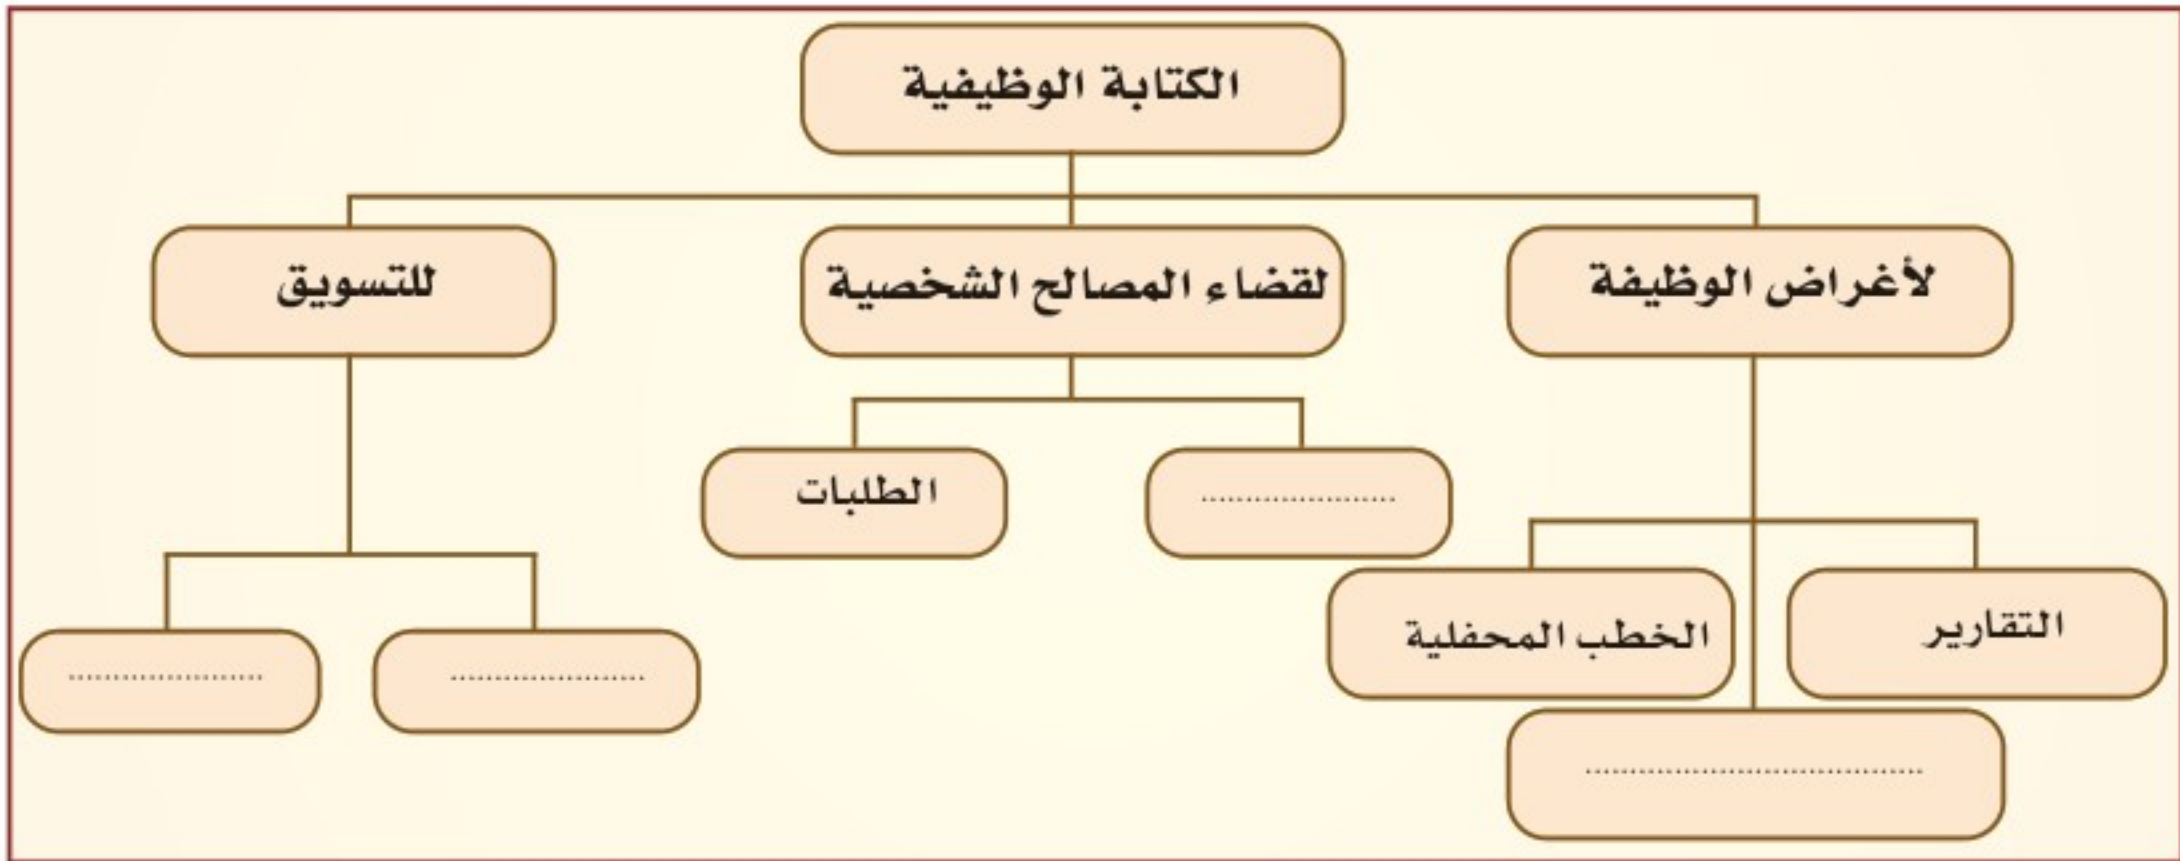 الكتابة الوظيفية
لأغراض الوظيفة
لقضاء المصالح الشخصية
للتسويق
......................
الطلبات
التقارير
الخطب المحفلية
......................
......................
......................................